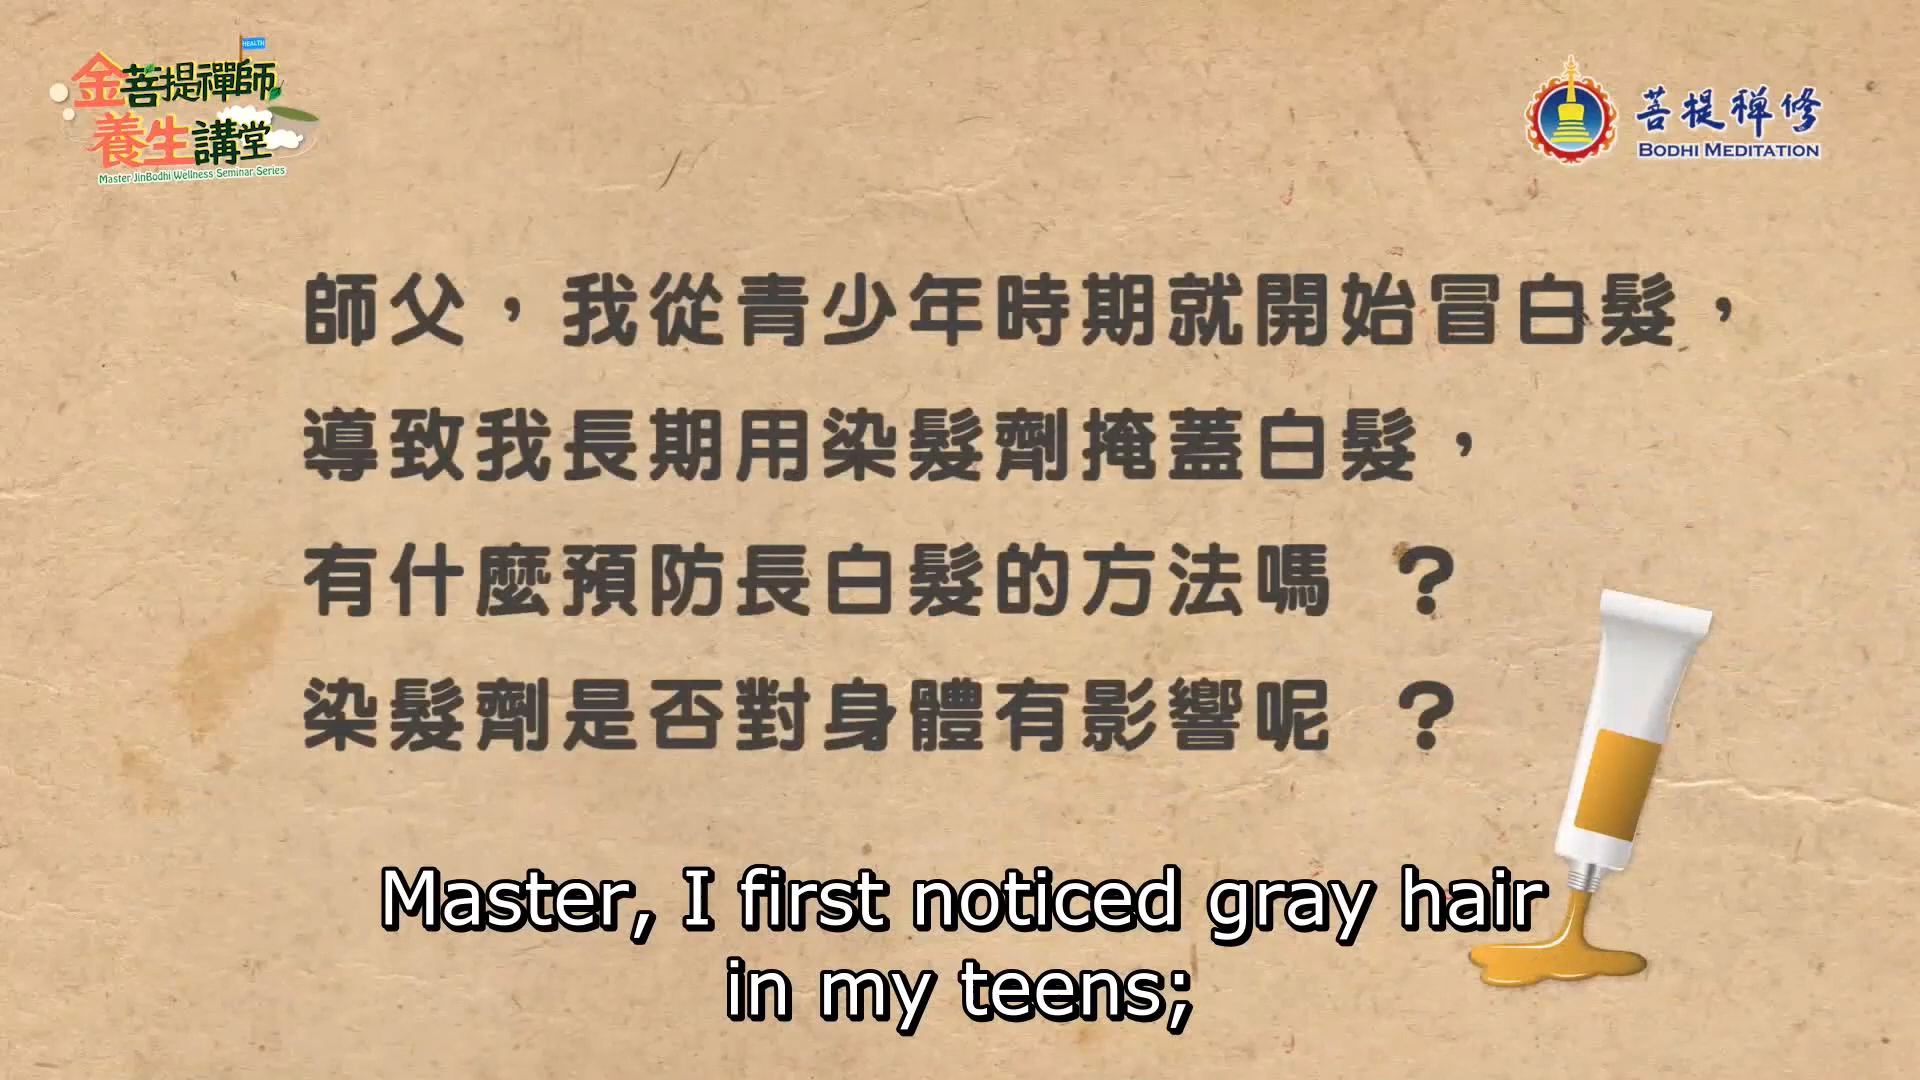 HEALTH
金菩提禪師
養生講堂
Master JinBodhi Wellness Seminar Series
菩提禪修
BODHI MEDITATION
師父，我從青少年時期就開始冒白髮，
導致我長期用染髮劑掩蓋白髮，
有什麼預防長白髮的方法嗎 ？
染髮劑是否對身體有影響呢 ？
Master, I first noticed gray hair
in my teens;